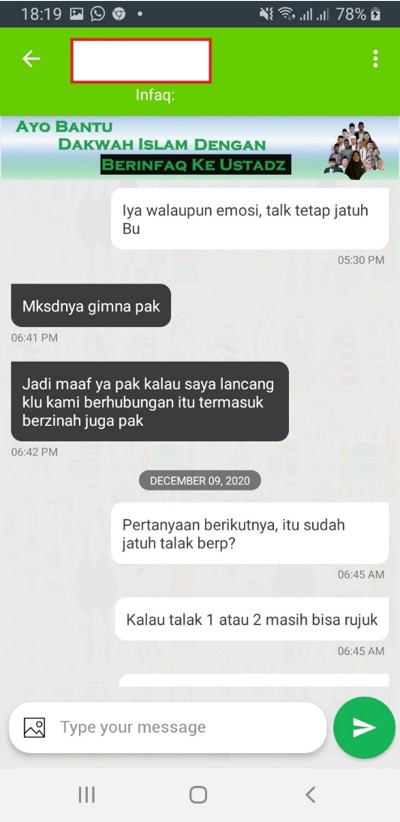 18:19
78%
Infaq:
AYO BANTU
DAKWAH ISLAM DENGAN
BERINFAQ KE USTADZ
Iya walaupun emosi, talk tetap jatuh
Bu
05:30 PM
Mksdnya gimna pak
06:41 PM
Jadi maaf ya pak kalau saya lancang
klu kami berhubungan itu termasuk
berzinah juga pak
06:42 PM
DECEMBER 09, 2020
Pertanyaan berikutnya, itu sudah
jatuh talak berp?
06:45 AM
Kalau talak 1 atau 2 masih bisa rujuk
06:45 AM
Type your message